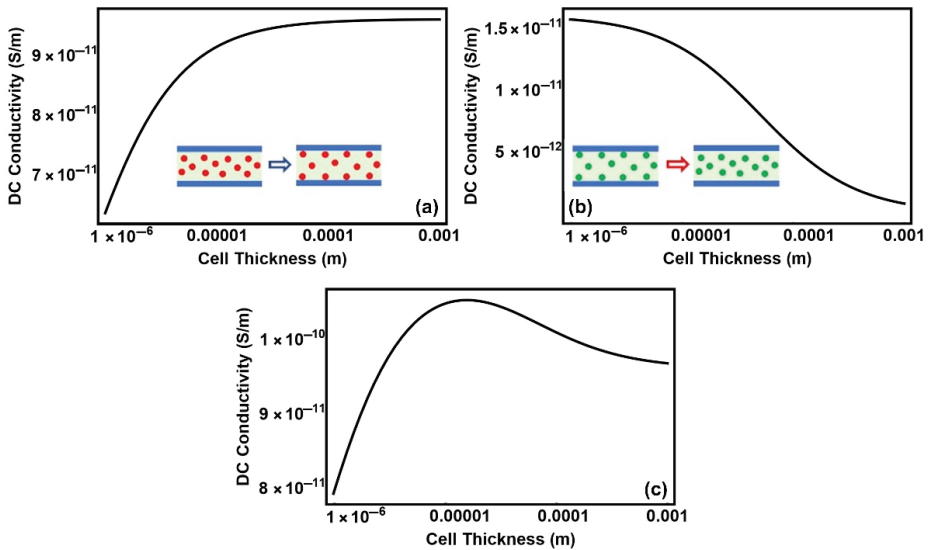 DC Conductivity (S/m)
9 × 10⁻¹¹
8 × 10⁻¹¹
7 × 10⁻¹¹
(a)
1 × 10⁻⁶ 0.00001 0.0001 0.001
Cell Thickness (m)
DC Conductivity (S/m)
1.5 × 10⁻¹¹
1 × 10⁻¹¹
5 × 10⁻¹²
(b)
1 × 10⁻⁶ 0.00001 0.0001 0.001
Cell Thickness (m)
DC Conductivity (S/m)
1 × 10⁻¹⁰
9 × 10⁻¹¹
8 × 10⁻¹¹
(c)
1 × 10⁻⁶ 0.00001 0.0001 0.001
Cell Thickness (m)